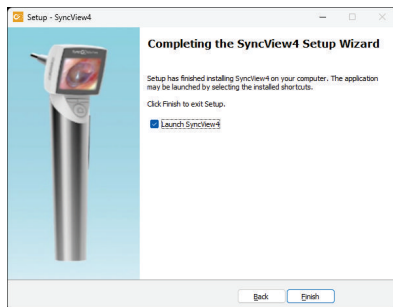 Setup - SyncView4
Completing the SyncView4 Setup Wizard
Setup has finished installing SyncView4 on your computer. The application
may be launched by selecting the installed shortcuts.
Click Finish to exit Setup.
Launch SyncView4
Back
Finish